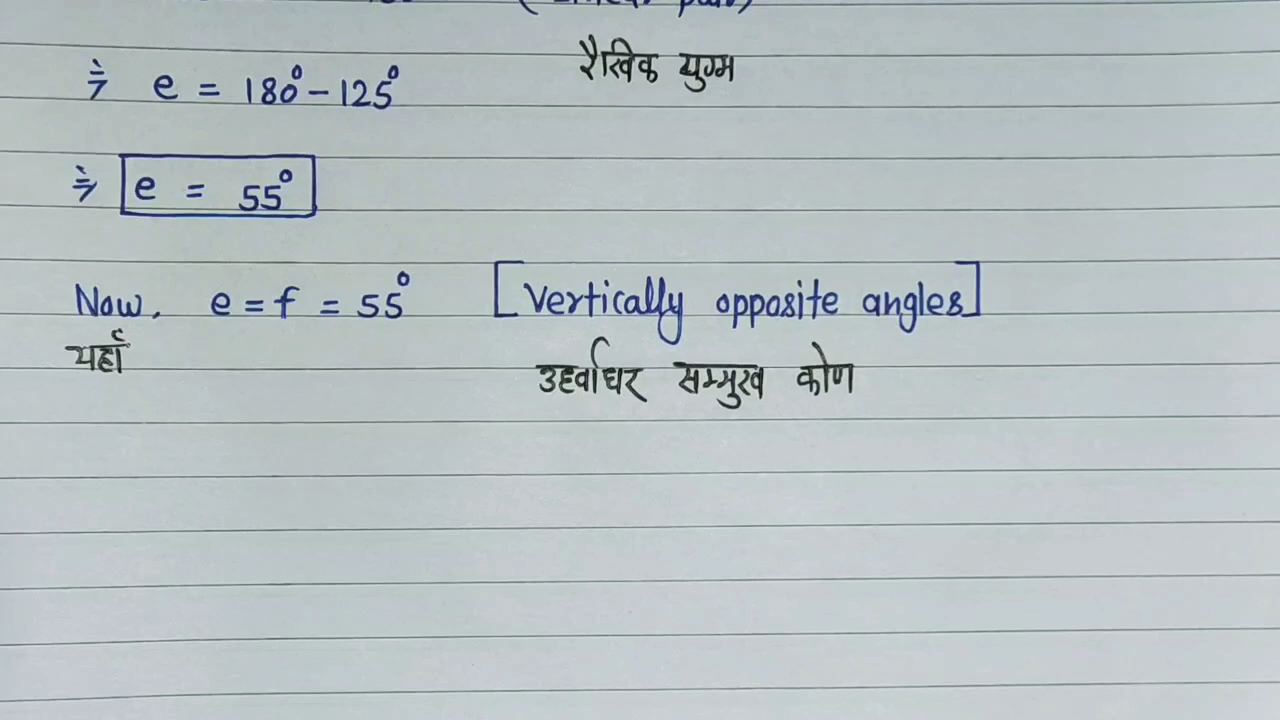 रैखिक युग्म
⇒ e = 180° - 125°
⇒ e = 55°
Now, e = f = 55° [Vertically opposite angles]
यहाँ उर्ध्वाधर सम्मुख कोण